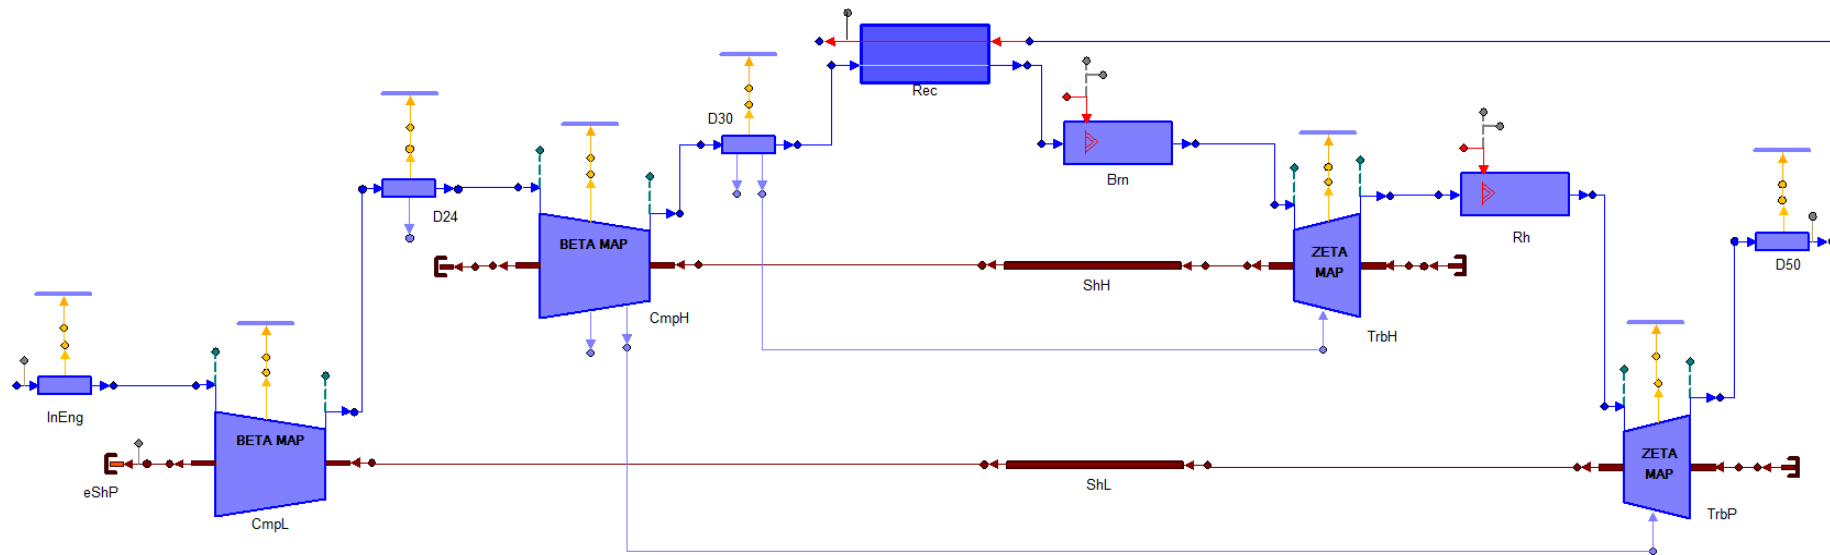 Rec
D30
D24
Brn
BETA MAP
ZETA
MAP
Rh
D50
ShH
CmpH
TrbH
InEng
BETA MAP
ZETA
MAP
eShP
ShL
CmpL
TrbP